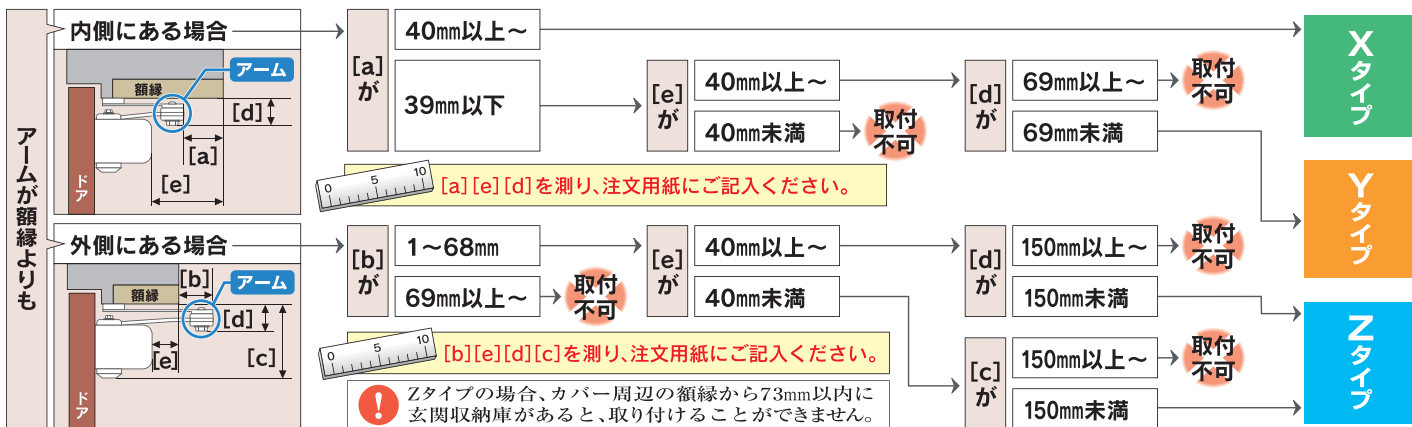 アームが額縁よりも
内側にある場合
額縁
アーム
[d]
[a]
[e]
ドア
[a]が
40mm以上～
39mm以下
[e]が
40mm以上～
40mm未満
取付不可
[d]が
69mm以上～
取付不可
69mm未満
0 5 10
[a][e][d]を測り、注文用紙にご記入ください。
外側にある場合
[b]
アーム
額縁
[d]
[e]
[c]
ドア
[b]が
1～68mm
69mm以上～
取付不可
[e]が
40mm以上～
40mm未満
[d]が
150mm以上～
取付不可
150mm未満
[c]が
150mm以上～
取付不可
150mm未満
0 5 10
[b][e][d][c]を測り、注文用紙にご記入ください。
!
Zタイプの場合、カバー周辺の額縁から73mm以内に
玄関収納庫があると、取り付けることができません。
Xタイプ
Yタイプ
Zタイプ